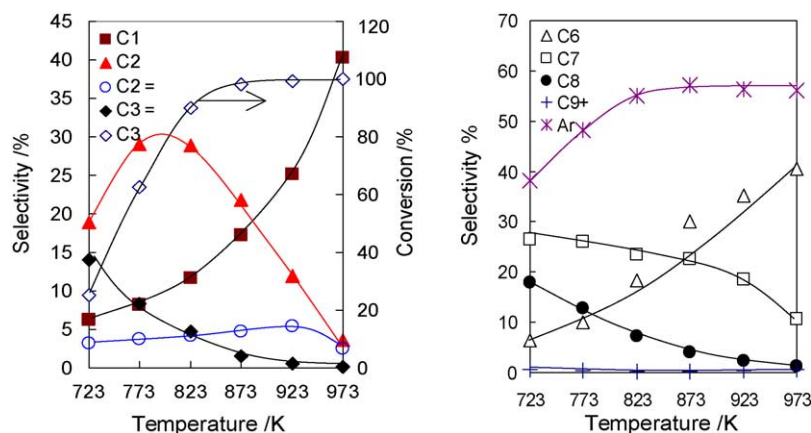 45
40
35
30
25
20
15
10
5
0
Selectivity /%
C1
C2
C2 =
C3 =
C3
120
100
80
60
40
20
0
Conversion /%
723 773 823 873 923 973
Temperature /K
70
60
50
40
30
20
10
0
Selectivity %
C6
C7
C8
C9+
Ar
723 773 823 873 923 973
Temperature /K